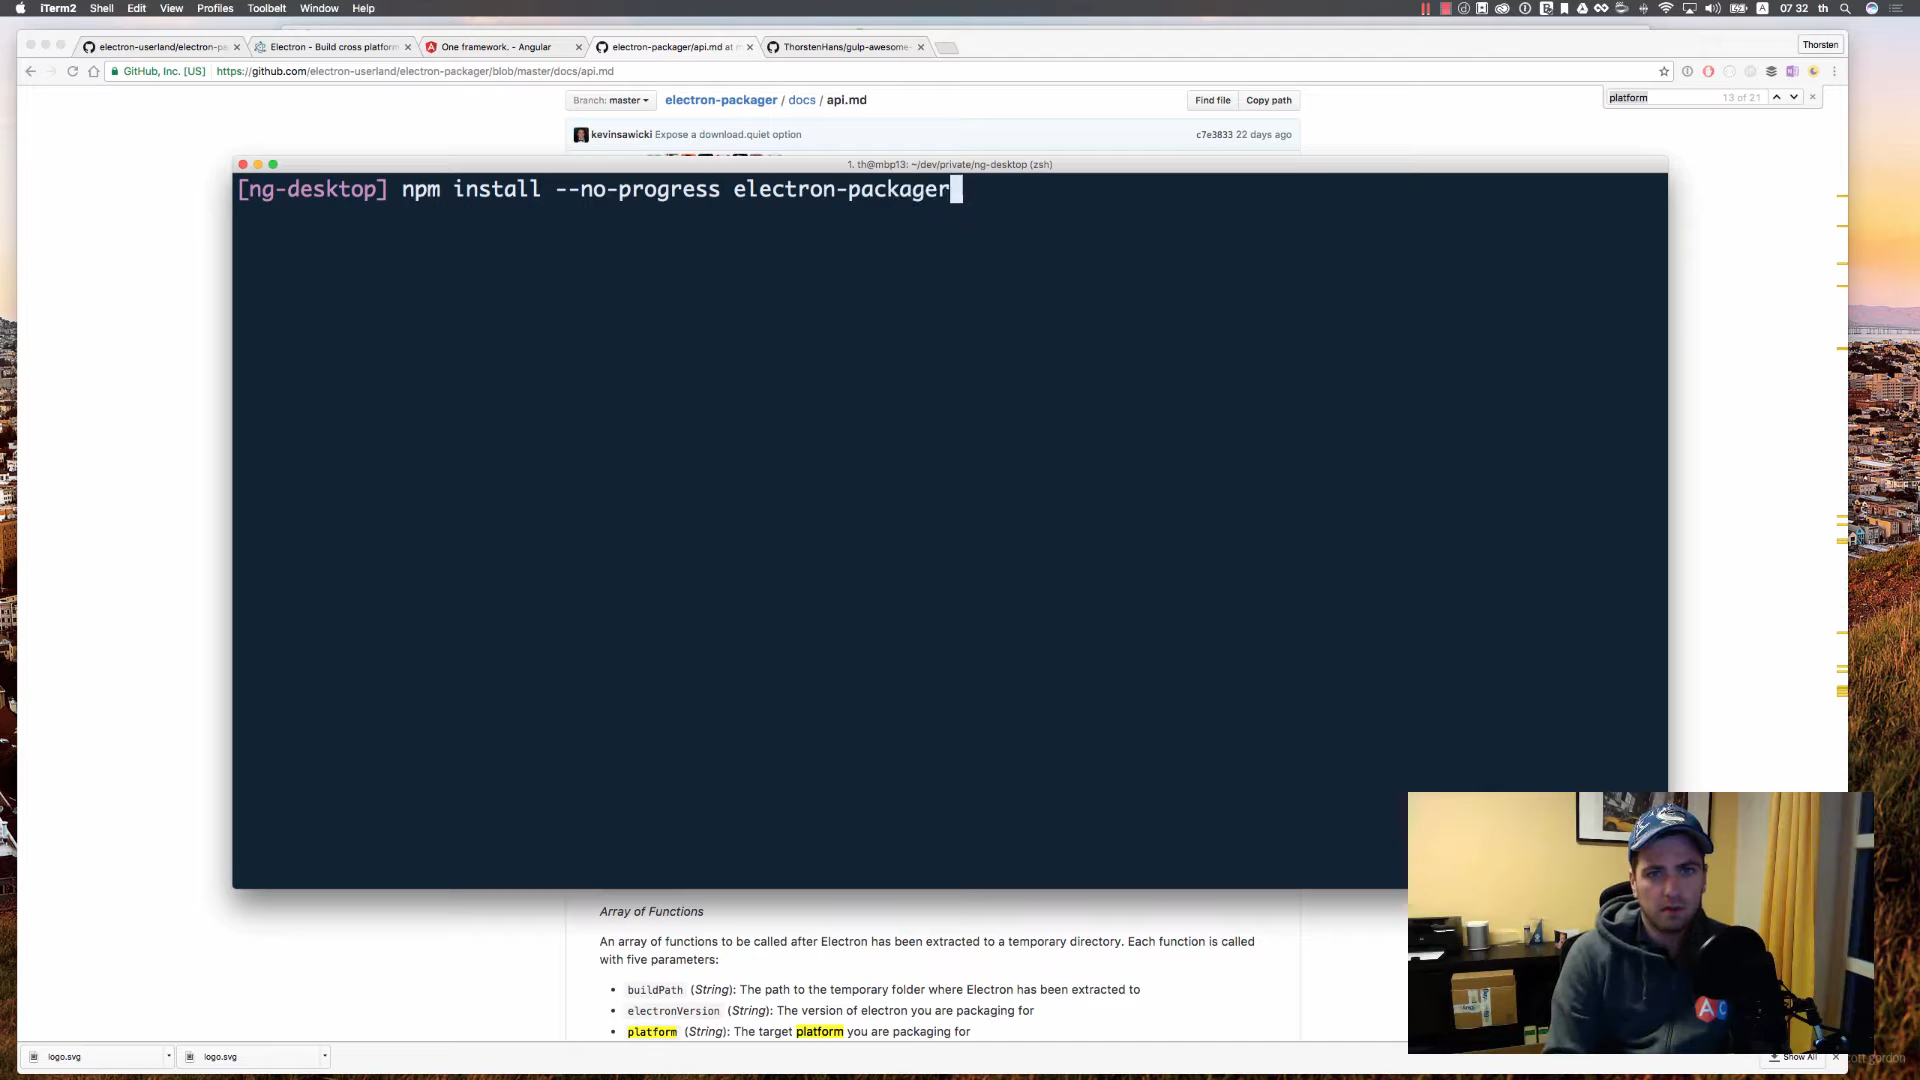 iTerm2 Shell Edit View Profiles Toolbelt Window Help 07 32 th
electron-userland/electron-pa Electron - Build cross platform One framework. - Angular electron-packager/api.md at m ThorstenHans/gulp-awesome- Thorsten
GitHub, Inc. [US] https://github.com/electron-userland/electron-packager/blob/master/docs/api.md
platform 13 of 21
Branch: master electron-packager / docs / api.md Find file Copy path
kevinsawicki Expose a download.quiet option c7e3833 22 days ago
1. th@mbp13: ~/dev/private/ng-desktop (zsh)
[ng-desktop] npm install --no-progress electron-packager
Array of Functions
An array of functions to be called after Electron has been extracted to a temporary directory. Each function is called
with five parameters:
• buildPath (String): The path to the temporary folder where Electron has been extracted to
• electronVersion (String): The version of electron you are packaging for
• platform (String): The target platform you are packaging for
logo.svg logo.svg Show All
ott gordon